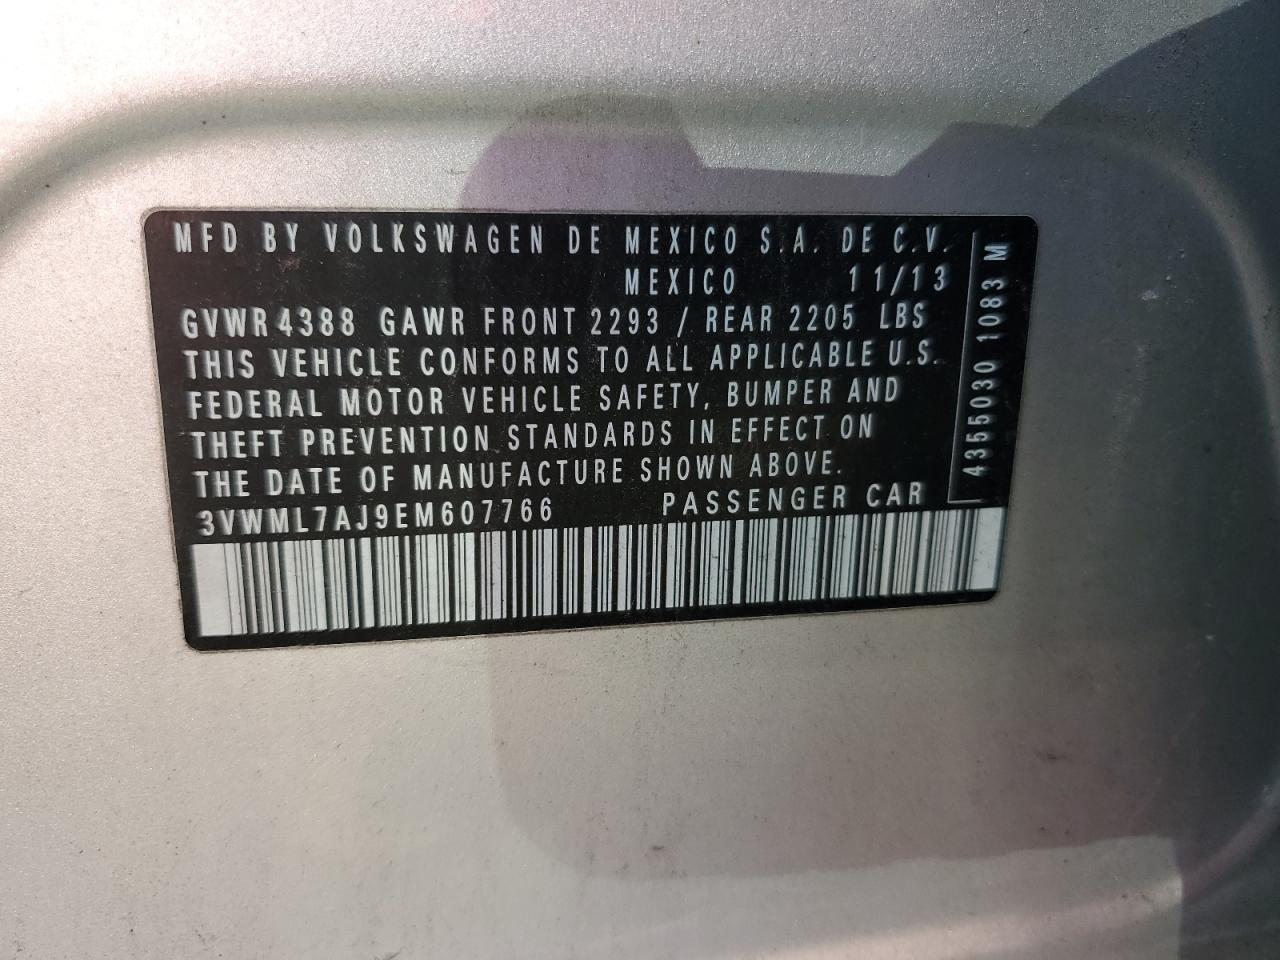 MFD BY VOLKSWAGEN DE MEXICO S.A. DE C.V.
MEXICO 11/13
GVWR 4388 GAWR FRONT 2293 / REAR 2205 LBS
THIS VEHICLE CONFORMS TO ALL APPLICABLE U.S.
FEDERAL MOTOR VEHICLE SAFETY, BUMPER AND
THEFT PREVENTION STANDARDS IN EFFECT ON
THE DATE OF MANUFACTURE SHOWN ABOVE.
3VWML7AJ9EM607766 PASSENGER CAR
4355030 1083 M